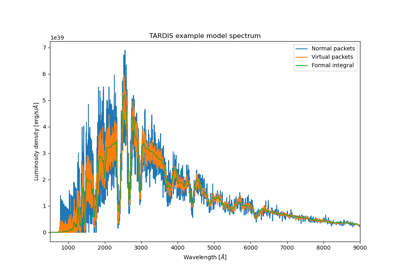 TARDIS example model spectrum
1e39
Normal packets
Virtual packets
Formal integral
7
6
5
4
3
2
1
0
Luminosity density [erg/s/Å]
1000 2000 3000 4000 5000 6000 7000 8000 9000
Wavelength [Å]